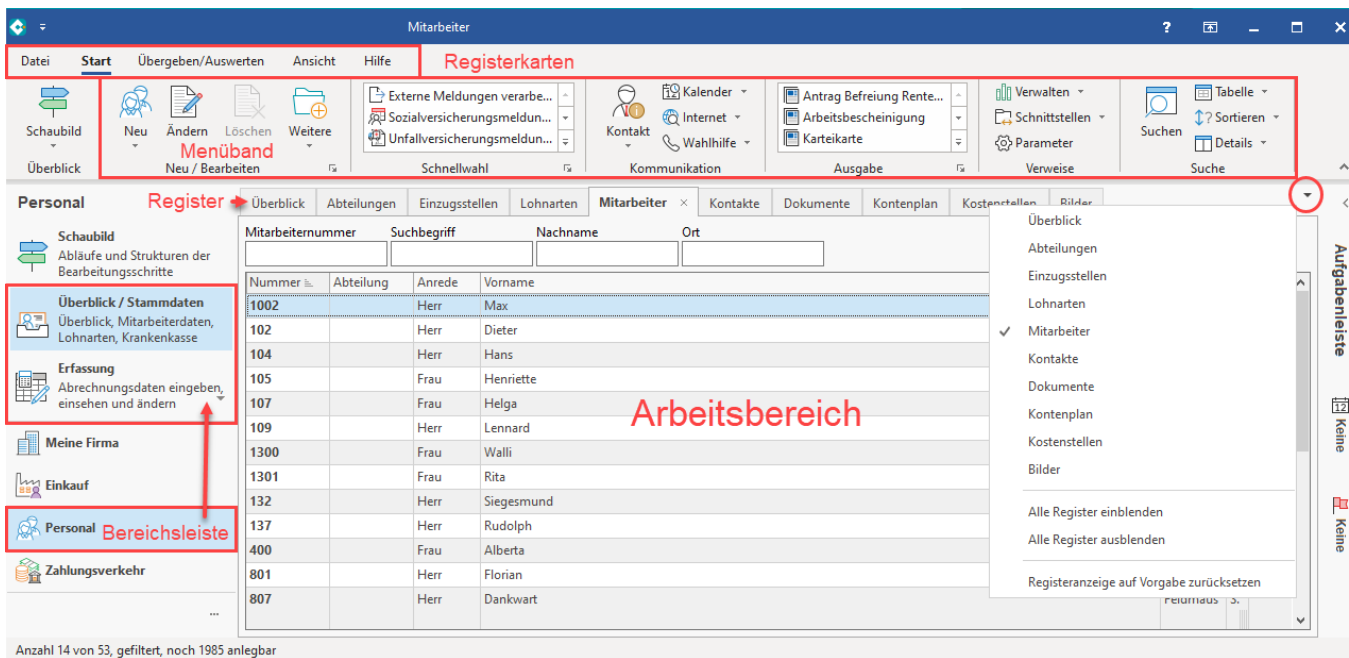 Mitarbeiter
?
Datei Start Übergeben/Auswerten Ansicht Hilfe Registerkarten
Schaubild
Überblick
Neu Ändern Löschen Weitere
Menüband
Neu / Bearbeiten
Externe Meldungen verarbe...
Sozialversicherungsmeldun...
Unfallversicherungsmeldun...
Schnellwahl
Kontakt
Kalender
Internet
Wahlhilfe
Kommunikation
Antrag Befreiung Rente...
Arbeitsbescheinigung
Karteikarte
Ausgabe
Verwalten
Schnittstellen
Parameter
Verweise
Suchen
Tabelle
Sortieren
Details
Suche
Personal
Register
Überblick Abteilungen Einzugsstellen Lohnarten Mitarbeiter × Kontakte Dokumente Kontenplan Kostenstellen Bilder
Schaubild
Abläufe und Strukturen der
Bearbeitungsschritte
Überblick / Stammdaten
Überblick, Mitarbeiterdaten,
Lohnarten, Krankenkasse
Erfassung
Abrechnungsdaten eingeben,
einsehen und ändern
Meine Firma
Einkauf
Personal
Bereichsleiste
Zahlungsverkehr
...
Mitarbeiternummer Suchbegriff Nachname Ort
Nummer Abteilung Anrede Vorname
1002 Herr Max
102 Herr Dieter
104 Herr Hans
105 Frau Henriette
107 Frau Helga
109 Herr Lennard
1300 Frau Walli
1301 Frau Rita
132 Herr Siegesmund
137 Herr Rudolph
400 Frau Alberta
801 Herr Florian
807 Herr Dankwart Feldhaus S.
Arbeitsbereich
Überblick
Abteilungen
Einzugsstellen
Lohnarten
Mitarbeiter
Kontakte
Dokumente
Kontenplan
Kostenstellen
Bilder
Alle Register einblenden
Alle Register ausblenden
Registeranzeige auf Vorgabe zurücksetzen
Aufgabenleiste
12
Keine
Keine
Anzahl 14 von 53, gefiltert, noch 1985 anlegbar